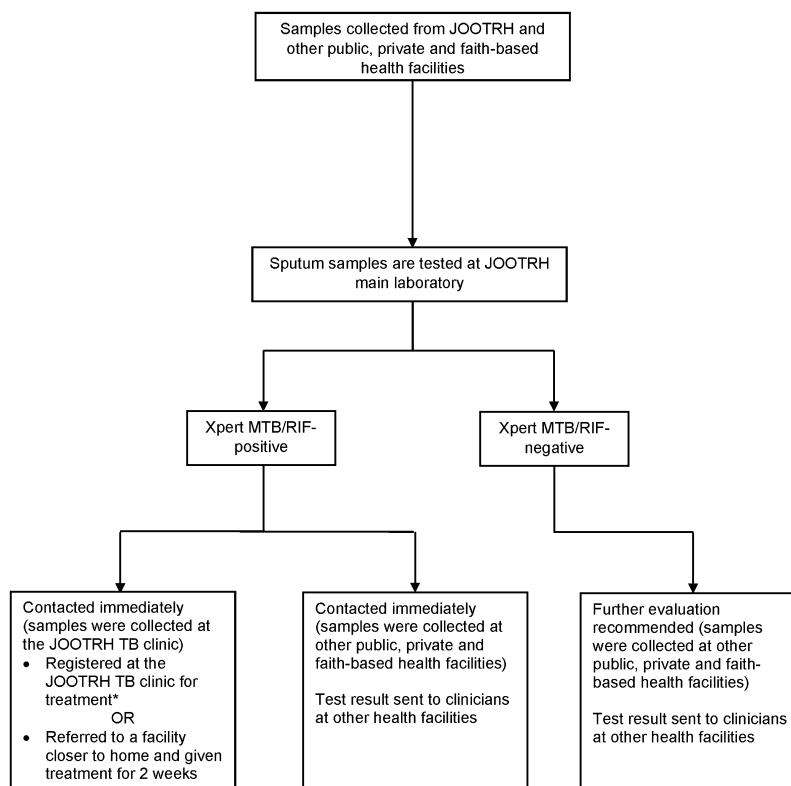 Samples collected from JOOTRH and
other public, private and faith-based
health facilities
Sputum samples are tested at JOOTRH
main laboratory
Xpert MTB/RIF-
positive
Xpert MTB/RIF-
negative
Contacted immediately
(samples were collected at
the JOOTRH TB clinic)
• Registered at the
JOOTRH TB clinic for
treatment*
OR
• Referred to a facility
closer to home and given
treatment for 2 weeks
Contacted immediately
(samples were collected at
other public, private and
faith-based health facilities)
Test result sent to clinicians
at other health facilities
Further evaluation
recommended (samples
were collected at other
public, private and faith-
based health facilities)
Test result sent to clinicians
at other health facilities